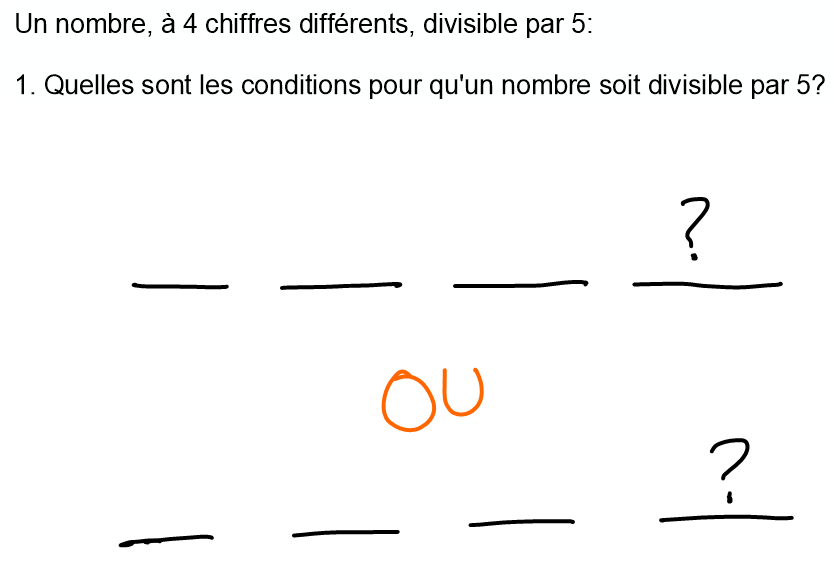 Un nombre, à 4 chiffres différents, divisible par 5:
1. Quelles sont les conditions pour qu'un nombre soit divisible par 5?
?
OU
?